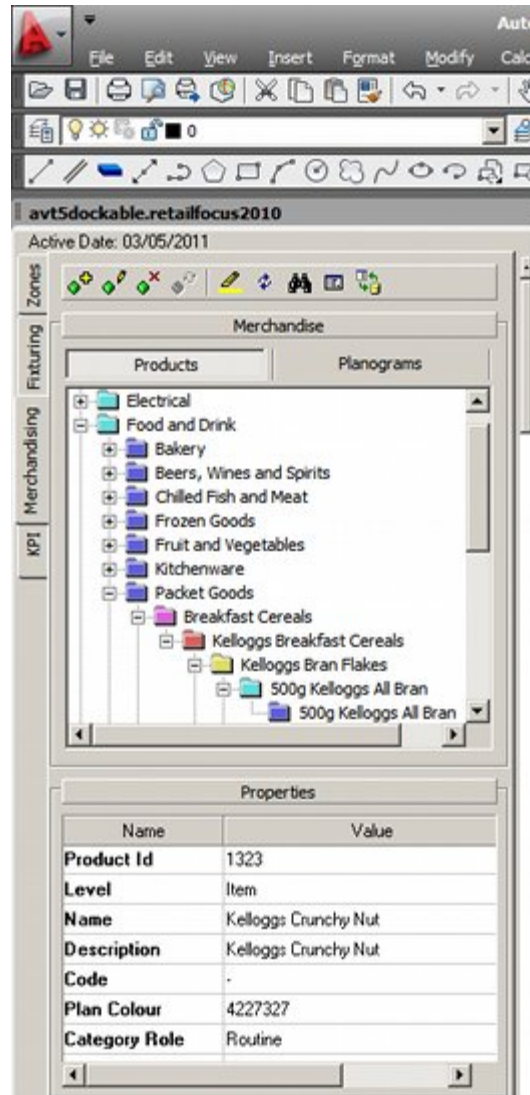 Auto
File Edit View Insert Format Modify Calc
0
avt5dockable.retailfocus2010
Active Date: 03/05/2011
Zones
Fixturing
Merchandising
KPI
Merchandise
Products Planograms
Electrical
Food and Drink
Bakery
Beers, Wines and Spirits
Chilled Fish and Meat
Frozen Goods
Fruit and Vegetables
Kitchenware
Packet Goods
Breakfast Cereals
Kelloggs Breakfast Cereals
Kelloggs Bran Flakes
500g Kelloggs All Bran
500g Kelloggs All Bran
Properties
Name Value
Product Id 1323
Level Item
Name Kelloggs Crunchy Nut
Description Kelloggs Crunchy Nut
Code -
Plan Colour 4227327
Category Role Routine